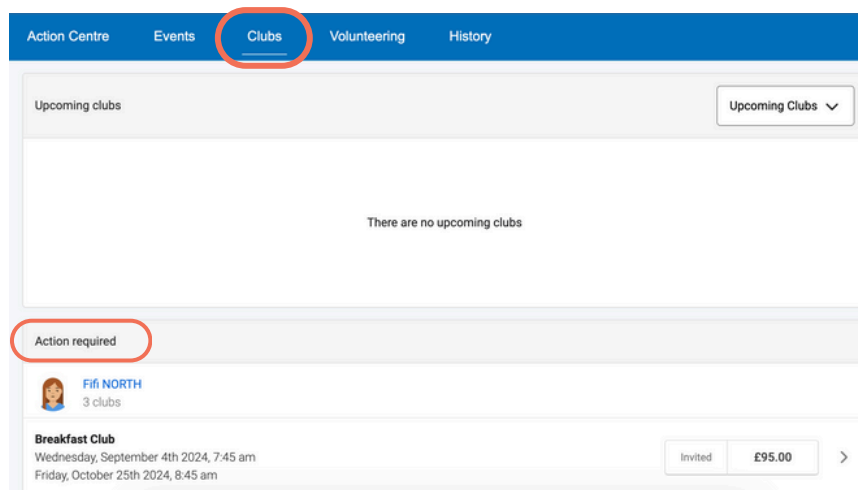 Action Centre Events Clubs Volunteering History
Upcoming clubs
Upcoming Clubs
There are no upcoming clubs
Action required
Fifi NORTH
3 clubs
Breakfast Club
Wednesday, September 4th 2024, 7:45 am
Invited £95.00
Friday, October 25th 2024, 8:45 am